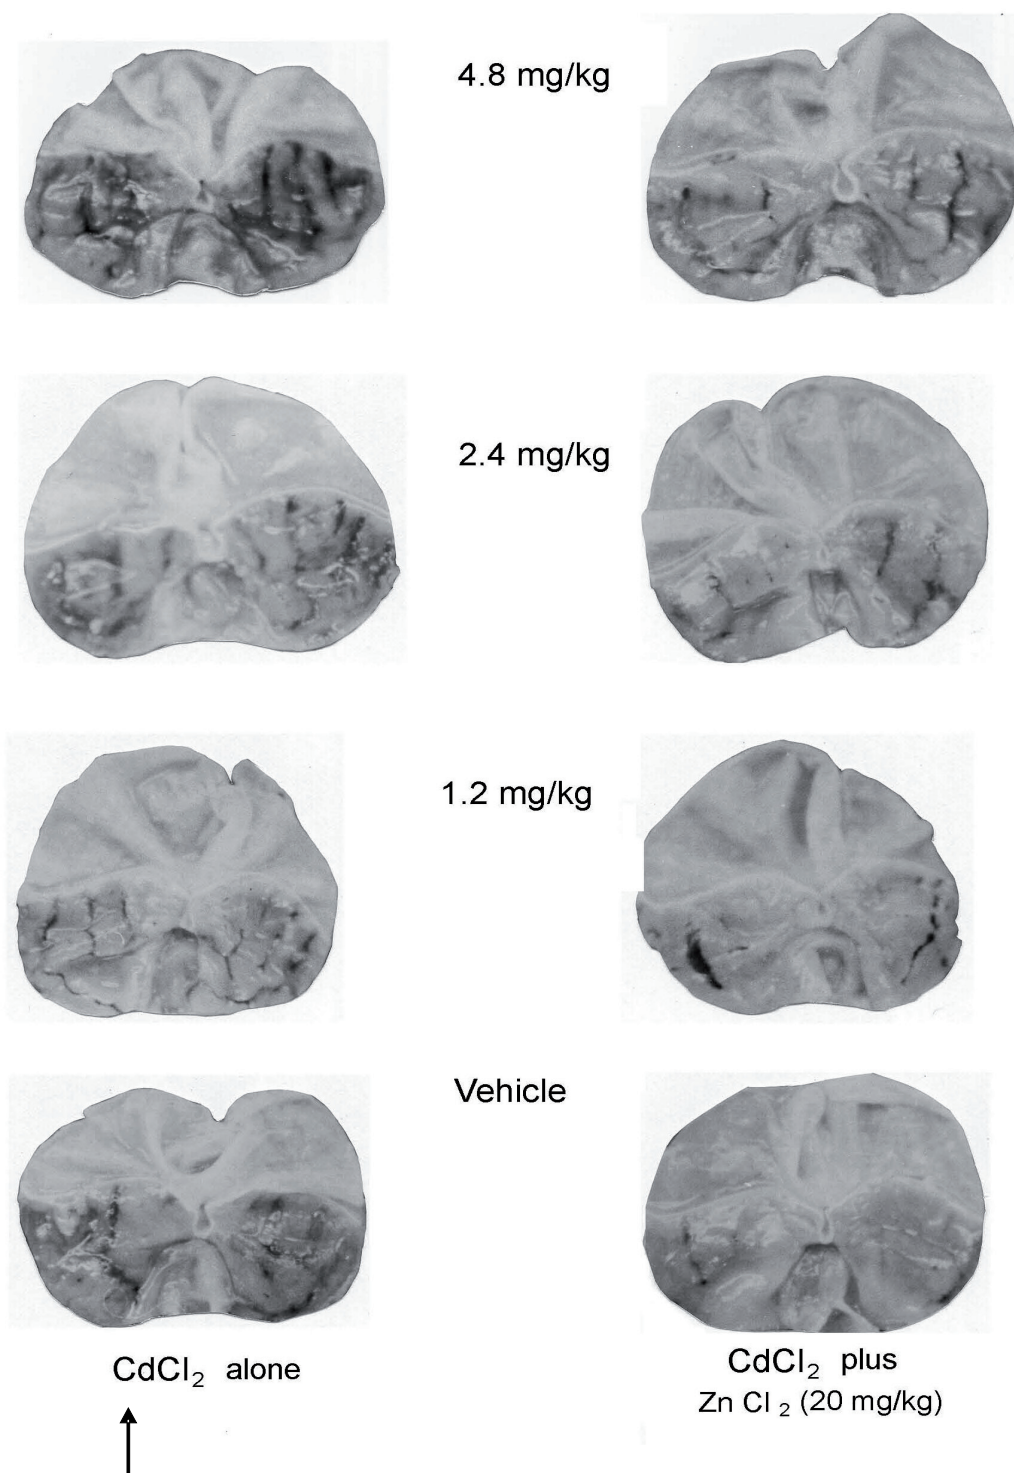 4.8 mg/kg
2.4 mg/kg
1.2 mg/kg
Vehicle
CdCl₂ alone
CdCl₂ plus
Zn Cl ₂ (20 mg/kg)